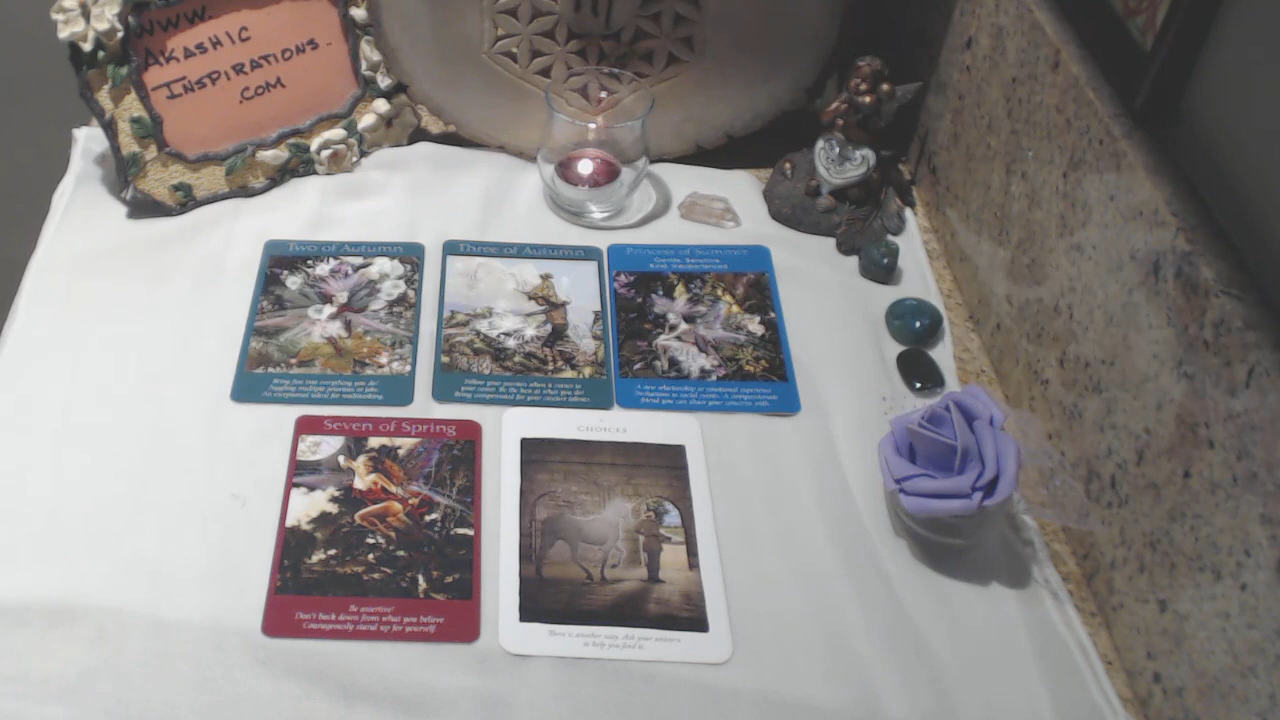 WWW.
AKASHIC
INSPIRATIONS.
.COM
Two of Autumn
Bring fun into everything you do!
Juggling multiple priorities or jobs.
An exceptional talent for multitasking.
Three of Autumn
Follow your passion when it comes to
your career. Be the best at what you do!
Being compensated for your creative talents.
Princess of Summer
Gentle, Sensitive,
Kind, Inexperienced
A new relationship or emotional experience
Invitations to social events. A compassionate
friend you can share your concerns with.
Seven of Spring
Be assertive!
Don't back down from what you believe
Courageously stand up for yourself.
CHOICES
There is another way. Ask your unicorn
to help you find it.